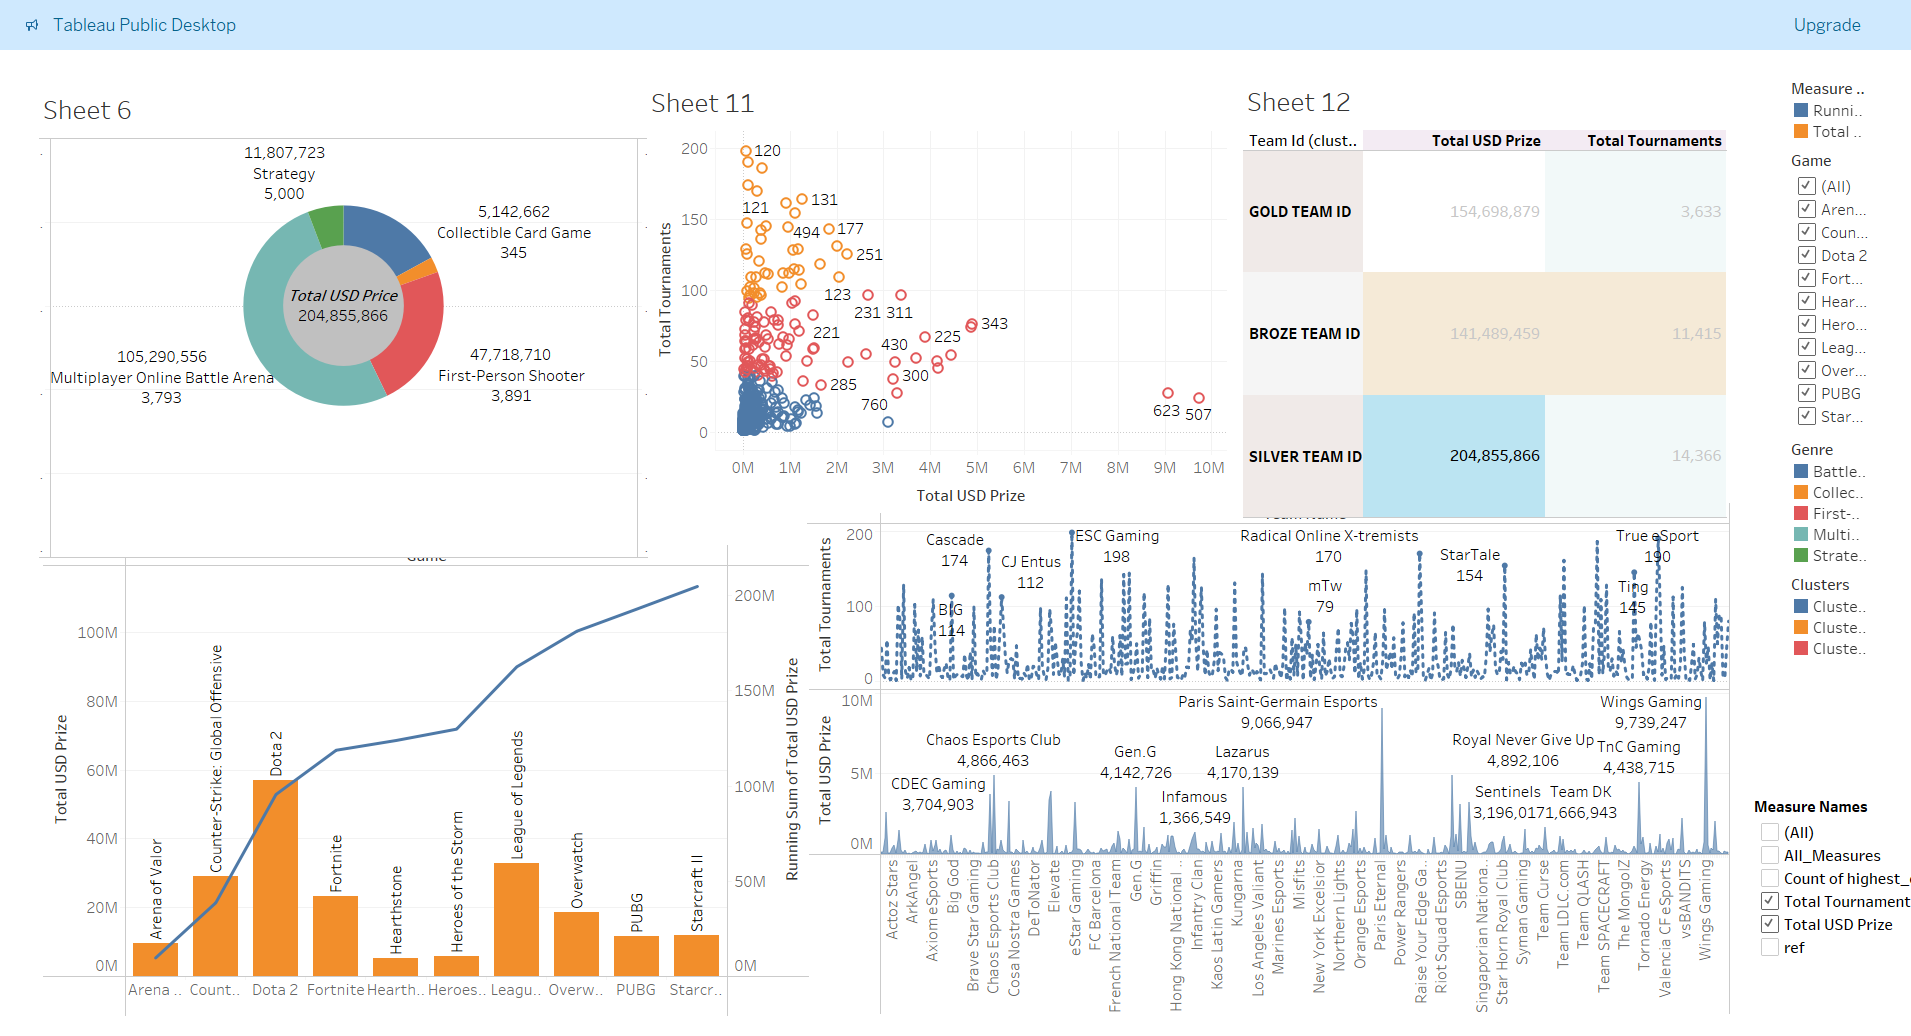 Tableau Public Desktop
Upgrade
Sheet 6
11,807,723
Strategy
5,000
5,142,662
Collectible Card Game
345
Total USD Price
204,855,866
105,290,556
Multiplayer Online Battle Arena
3,793
47,718,710
First-Person Shooter
3,891
Sheet 11
Total Tournaments
200
150
100
50
0
120
131
121
494
177
251
123
231
311
343
221
430
225
300
285
760
623
507
0M
1M
2M
3M
4M
5M
6M
7M
8M
9M
10M
Total USD Prize
Sheet 12
Team Id (clust..
Total USD Prize
Total Tournaments
GOLD TEAM ID
154,698,879
3,633
BROZE TEAM ID
141,489,459
11,415
SILVER TEAM ID
204,855,866
14,366
Measure ..
Runni..
Total ..
Game
(All)
Aren...
Coun...
Dota 2
Fort...
Hear...
Hero...
Leag...
Over...
PUBG
Star...
Genre
Battle..
Collec..
First-..
Multi..
Strate..
Clusters
Cluste..
Cluste..
Cluste..
Measure Names
(All)
All_Measures
Count of highest_
Total Tournament
Total USD Prize
ref
Game
Total USD Prize
100M
80M
60M
40M
20M
0M
Arena of Valor
Counter-Strike: Global Offensive
Dota 2
Fortnite
Hearthstone
Heroes of the Storm
League of Legends
Overwatch
PUBG
Starcraft II
Arena ..
Count..
Dota 2
Fortnite
Hearth..
Heroes..
Leagu..
Overw..
PUBG
Starcr..
200M
150M
100M
50M
0M
Running Sum of Total USD Prize
Team Name
Total Tournaments
200
100
0
Cascade
174
BIG
114
CJ Entus
112
ESC Gaming
198
Radical Online X-tremists
170
mTw
79
StarTale
154
True eSport
190
Ting
145
Total USD Prize
10M
5M
0M
CDEC Gaming
3,704,903
Chaos Esports Club
4,866,463
Gen.G
4,142,726
Infamous
1,366,549
Lazarus
4,170,139
Paris Saint-Germain Esports
9,066,947
Royal Never Give Up
4,892,106
Sentinels
3,196,017
Team DK
1,666,943
TnC Gaming
4,438,715
Wings Gaming
9,739,247
Actoz Stars
ArkAngel
AxiomeSports
Big God
Brave Star Gaming
Chaos Esports Club
Cosa Nostra Games
DeToNator
Elevate
eStar Gaming
FC Barcelona
French National Team
Gen.G
Griffin
Hong Kong National ..
Infantry Clan
Kaos Latin Gamers
Kungarna
Los Angeles Valiant
Marines Esports
Misfits
New York Excelsior
Northern Lights
Orange Esports
Paris Eternal
Power Rangers
Raise Your Edge Ga..
Riot Squad Esports
SBENU
Singaporian Nationa..
Star Horn Royal Club
Syman Gaming
Team Curse
Team LDLC.com
Team QLASH
Team SPACECRAFT
The MongolZ
Tornado Energy
Valencia CF eSports
vsBANDITS
Wings Gaming